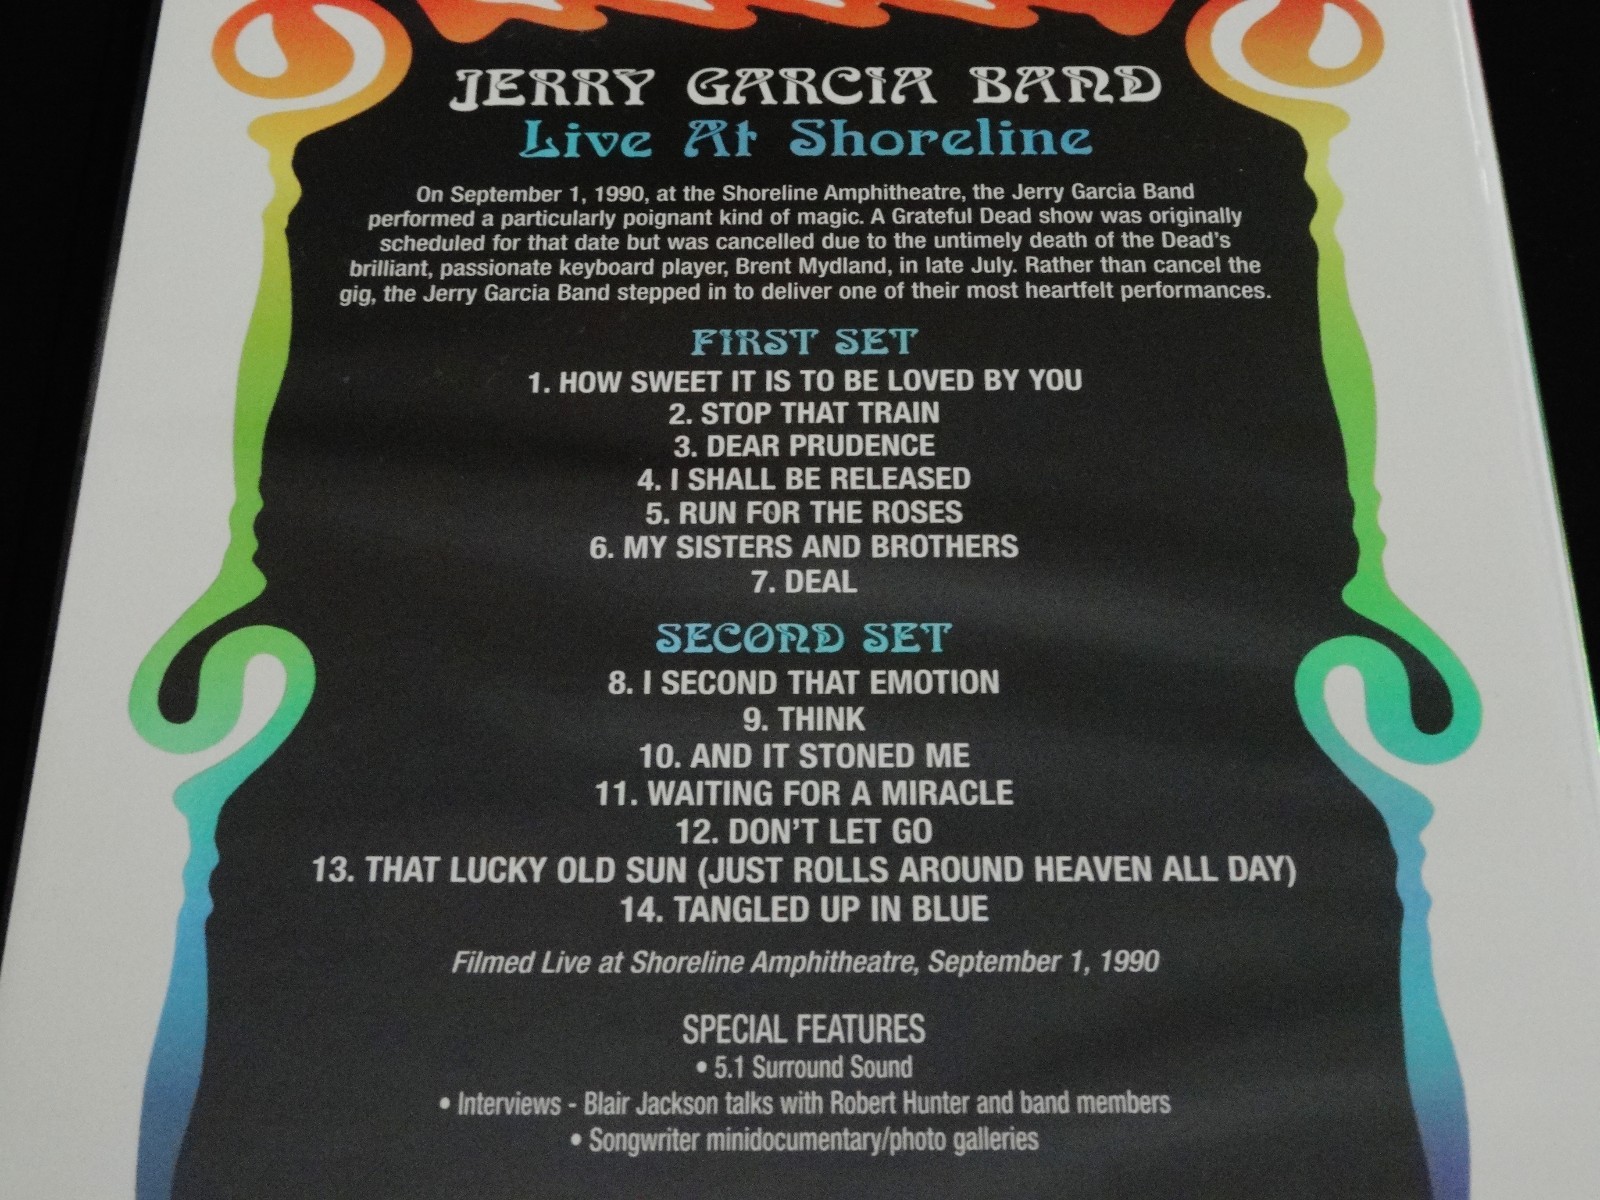 JERRY GARCIA BAND
Live At Shoreline
On September 1, 1990, at the Shoreline Amphitheatre, the Jerry Garcia Band
performed a particularly poignant kind of magic. A Grateful Dead show was originally
scheduled for that date but was cancelled due to the untimely death of the Dead's
brilliant, passionate keyboard player, Brent Mydland, in late July. Rather than cancel the
gig, the Jerry Garcia Band stepped in to deliver one of their most heartfelt performances.
FIRST SET
1. HOW SWEET IT IS TO BE LOVED BY YOU
2. STOP THAT TRAIN
3. DEAR PRUDENCE
4. I SHALL BE RELEASED
5. RUN FOR THE ROSES
6. MY SISTERS AND BROTHERS
7. DEAL
SECOND SET
8. I SECOND THAT EMOTION
9. THINK
10. AND IT STONED ME
11. WAITING FOR A MIRACLE
12. DON'T LET GO
13. THAT LUCKY OLD SUN (JUST ROLLS AROUND HEAVEN ALL DAY)
14. TANGLED UP IN BLUE
Filmed Live at Shoreline Amphitheatre, September 1, 1990
SPECIAL FEATURES
• 5.1 Surround Sound
• Interviews - Blair Jackson talks with Robert Hunter and band members
• Songwriter minidocumentary/photo galleries